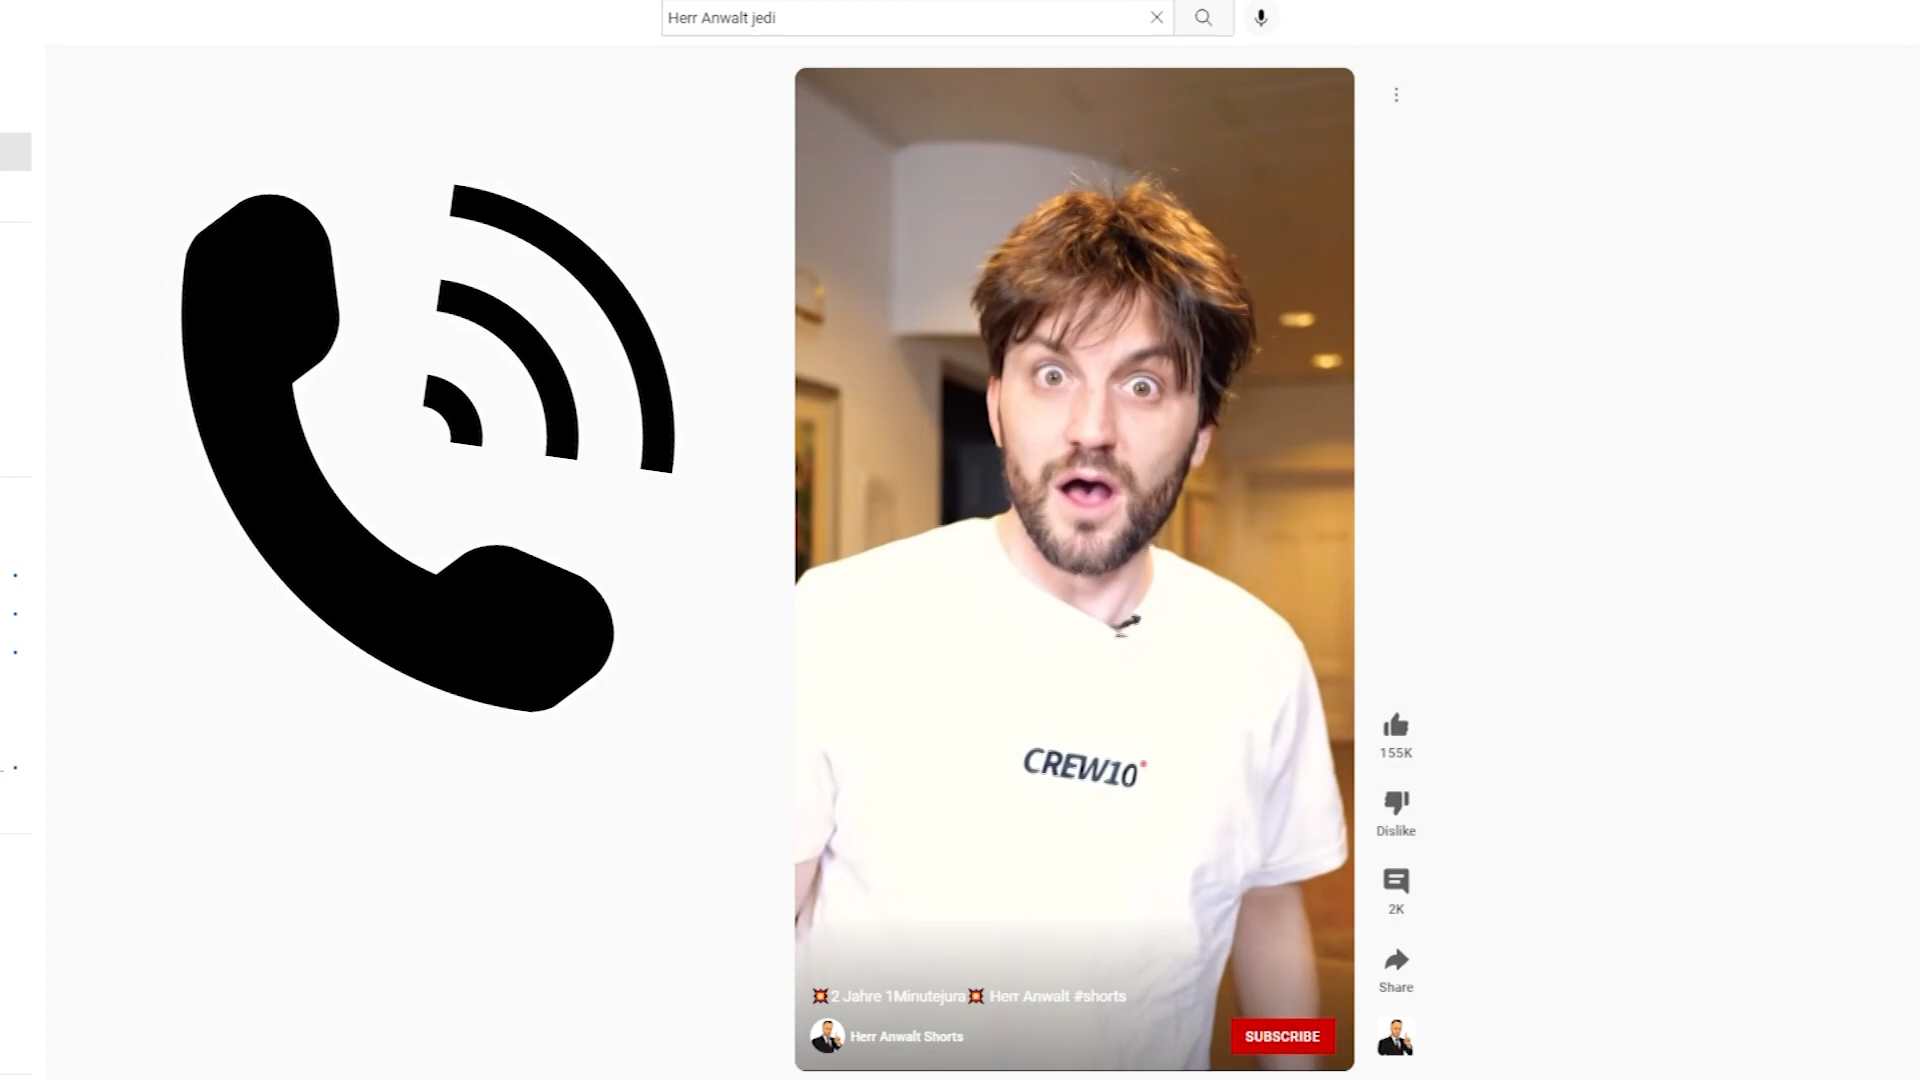 Herr Anwalt jedi
CREW10
155K
Dislike
2K
Share
💥2 Jahre 1Minutejura💥 Herr Anwalt #shorts
Herr Anwalt Shorts
SUBSCRIBE